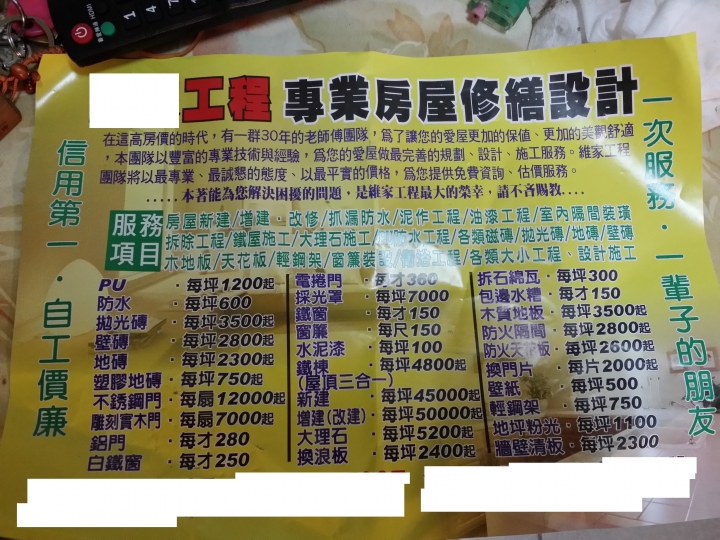 工程 專業房屋修繕設計
在這高房價的時代，有一群30年的老師傅團隊，為了讓您的愛屋更加的保值、更加的美觀舒適
，本團隊以豐富的專業技術與經驗，為您的愛屋做最完善的規劃、設計、施工服務。維家工程
團隊將以最專業、最誠懇的態度、以最平實的價格，為您提供免費資詢、估價服務。
.....本著能為您解決困擾的問題，是維家工程最大的榮幸，請不吝賜教....
信用第一·自工價廉
一次服務·一輩子的朋友
服務項目
房屋新建/增建·改修/抓漏防水/泥作工程/油漆工程/室內隔間裝璜
拆除工程/鐵屋施工/大理石施工/防水工程/各類磁磚/拋光磚/地磚/壁磚
木地板/天花板/輕鋼架/窗簾裝設/工程/各類大小工程、設計施工
PU·每坪1200起
防水·每坪600
拋光磚·每坪3500起
壁磚·每坪2800起
地磚·每坪2300起
塑膠地磚·每坪750起
不銹鋼門·每扇12000起
雕刻實木門·每扇7000起
鋁門·每才280
白鐵窗·每才250
電捲門·每才360
採光罩·每坪7000
鐵窗·每才150
窗簾·每尺150
水泥漆·每坪100
鐵棟·每坪4800起
(屋頂三合一)
新建·每坪45000起
增建(改建)·每坪50000起
大理石·每坪5200起
換浪板·每坪2400起
拆石綿瓦·每坪300
包邊水槽·每才150
木質地板·每坪3500起
防火隔間·每坪2800起
防火天花板·每坪2600起
換門片·每片2000起
壁紙·每坪500
輕鋼架·每坪750
地坪粉光·每坪1100
牆壁清板·每坪2300